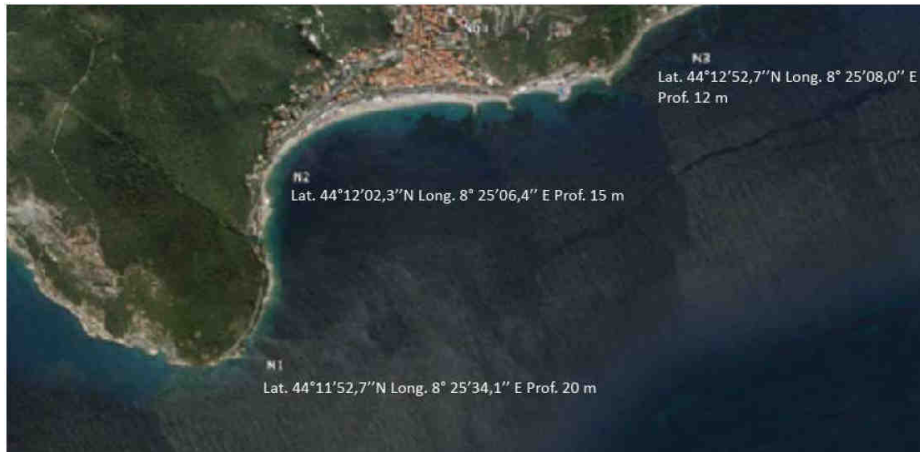 N3
Lat. 44°12’52,7’’N Long. 8° 25’08,0’’ E
Prof. 12 m
N2
Lat. 44°12’02,3’’N Long. 8° 25’06,4’’ E Prof. 15 m
N1
Lat. 44°11’52,7’’N Long. 8° 25’34,1’’ E Prof. 20 m